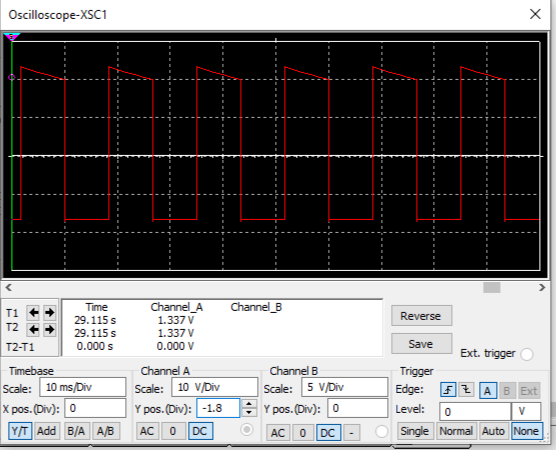 Oscilloscope-XSC1
Time Channel_A Channel_B
T1 29.115 s 1.337 V
T2 29.115 s 1.337 V
T2-T1 0.000 s 0.000 V
Reverse
Save
Ext. trigger
Timebase
Scale: 10 ms/Div
X pos.(Div): 0
Y/T Add B/A A/B
Channel A
Scale: 10 V/Div
Y pos.(Div): -1.8
AC 0 DC
Channel B
Scale: 5 V/Div
Y pos.(Div): 0
AC 0 DC -
Trigger
Edge: A B Ext
Level: 0 V
Single Normal Auto None